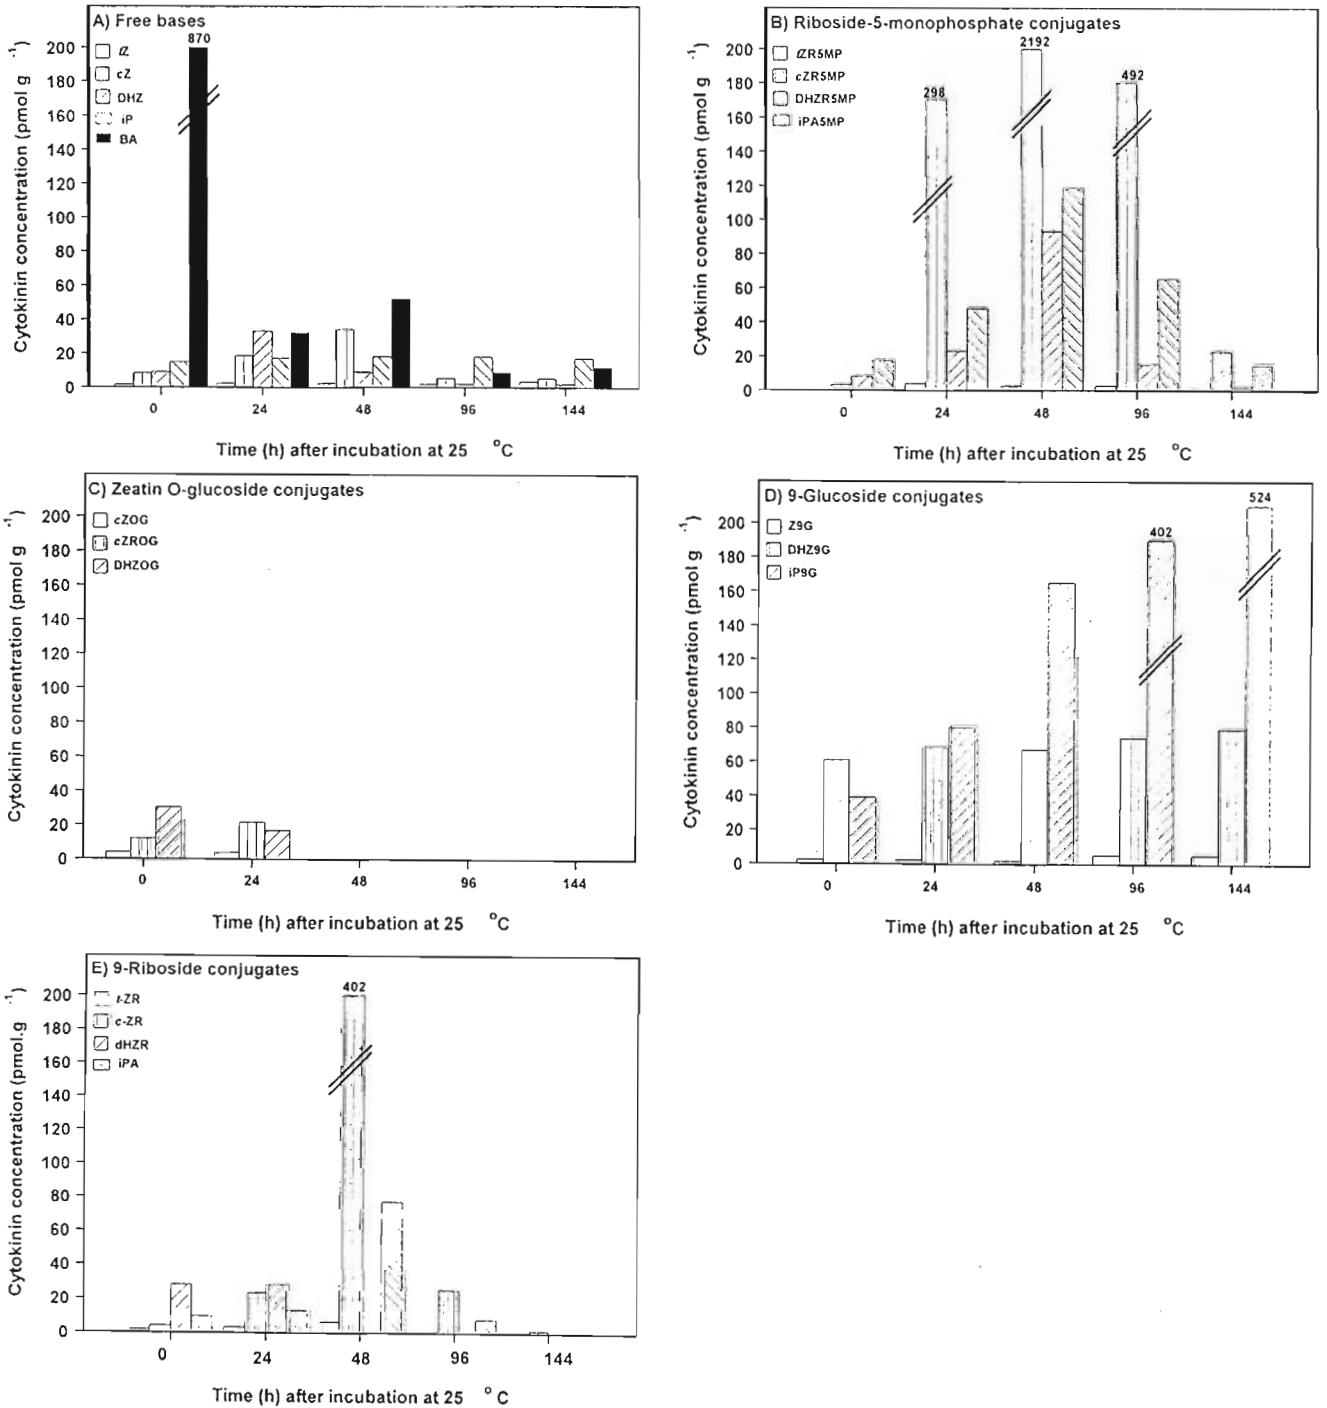 A) Free bases
tZ
cZ
DHZ
iP
BA
870
Cytokinin concentration (pmol g -1)
200
180
160
140
120
100
80
60
40
20
0
0 24 48 96 144
Time (h) after incubation at 25 °C
B) Riboside-5-monophosphate conjugates
tZR5MP
cZR5MP
DHZR5MP
iPA5MP
298
2192
492
Cytokinin concentration (pmol g -1)
200
180
160
140
120
100
80
60
40
20
0
0 24 48 96 144
Time (h) after incubation at 25 °C
C) Zeatin O-glucoside conjugates
cZOG
cZROG
DHZOG
Cytokinin concentration (pmol g -1)
200
180
160
140
120
100
80
60
40
20
0
0 24 48 96 144
Time (h) after incubation at 25 °C
D) 9-Glucoside conjugates
Z9G
DHZ9G
iP9G
402
524
Cytokinin concentration (pmol g -1)
200
180
160
140
120
100
80
60
40
20
0
0 24 48 96 144
Time (h) after incubation at 25 °C
E) 9-Riboside conjugates
t-ZR
c-ZR
dHZR
iPA
402
Cytokinin concentration (pmol.g -1)
200
180
160
140
120
100
80
60
40
20
0
0 24 48 96 144
Time (h) after incubation at 25 °C